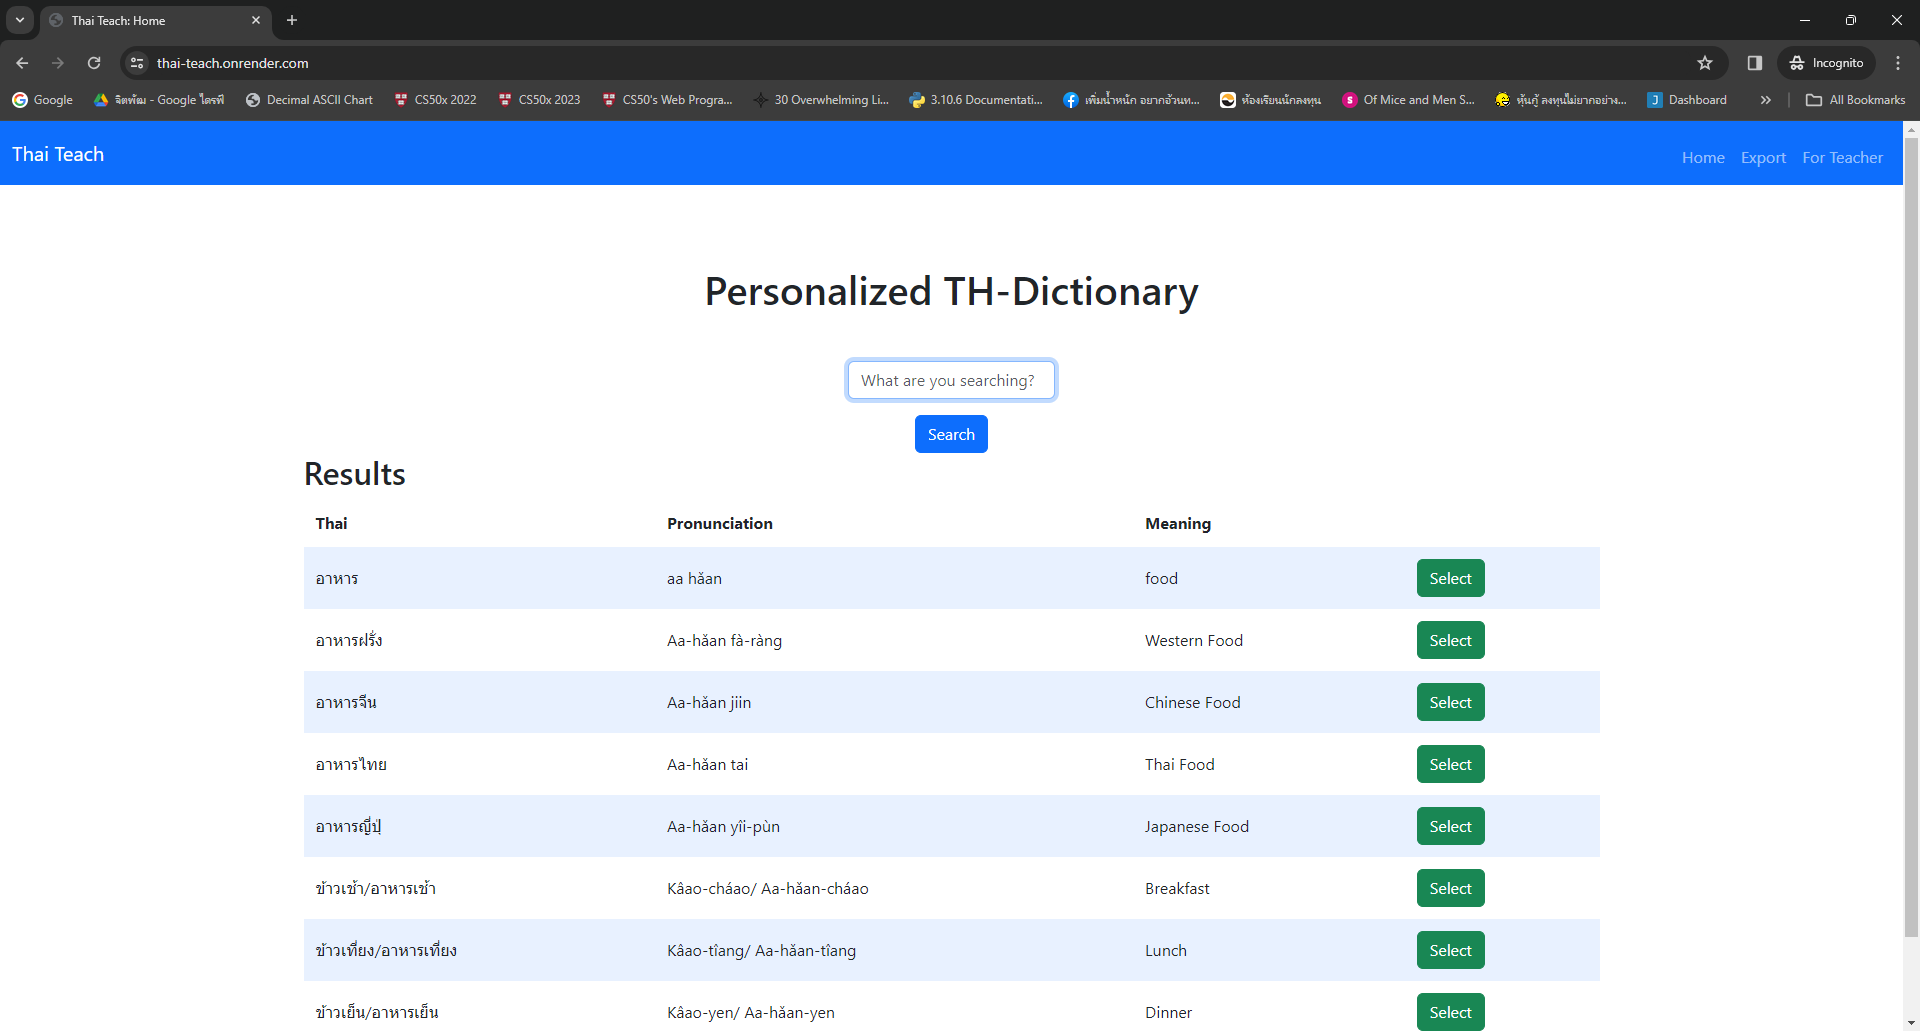 Thai Teach: Home
thai-teach.onrender.com
Incognito
Google
จิตพัฒ - Google ไดรฟ์
Decimal ASCII Chart
CS50x 2022
CS50x 2023
CS50's Web Progra...
30 Overwhelming Li...
3.10.6 Documentati...
เพิ่มน้ำหนัก อยากอ้วนท...
ห้องเรียนนักลงทุน
Of Mice and Men S...
หุ้นกู้ ลงทุนไม่ยากอย่าง...
Dashboard
All Bookmarks
Thai Teach
Home Export For Teacher
Personalized TH-Dictionary
What are you searching?
Search
Results
Thai Pronunciation Meaning
อาหาร aa hǎan food Select
อาหารฝรั่ง Aa-hǎan fà-ràng Western Food Select
อาหารจีน Aa-hǎan jiin Chinese Food Select
อาหารไทย Aa-hǎan tai Thai Food Select
อาหารญี่ปุ่ Aa-hǎan yîi-pùn Japanese Food Select
ข้าวเช้า/อาหารเช้า Kâao-cháao/ Aa-hǎan-cháao Breakfast Select
ข้าวเที่ยง/อาหารเที่ยง Kâao-tîang/ Aa-hǎan-tîang Lunch Select
ข้าวเย็น/อาหารเย็น Kâao-yen/ Aa-hǎan-yen Dinner Select